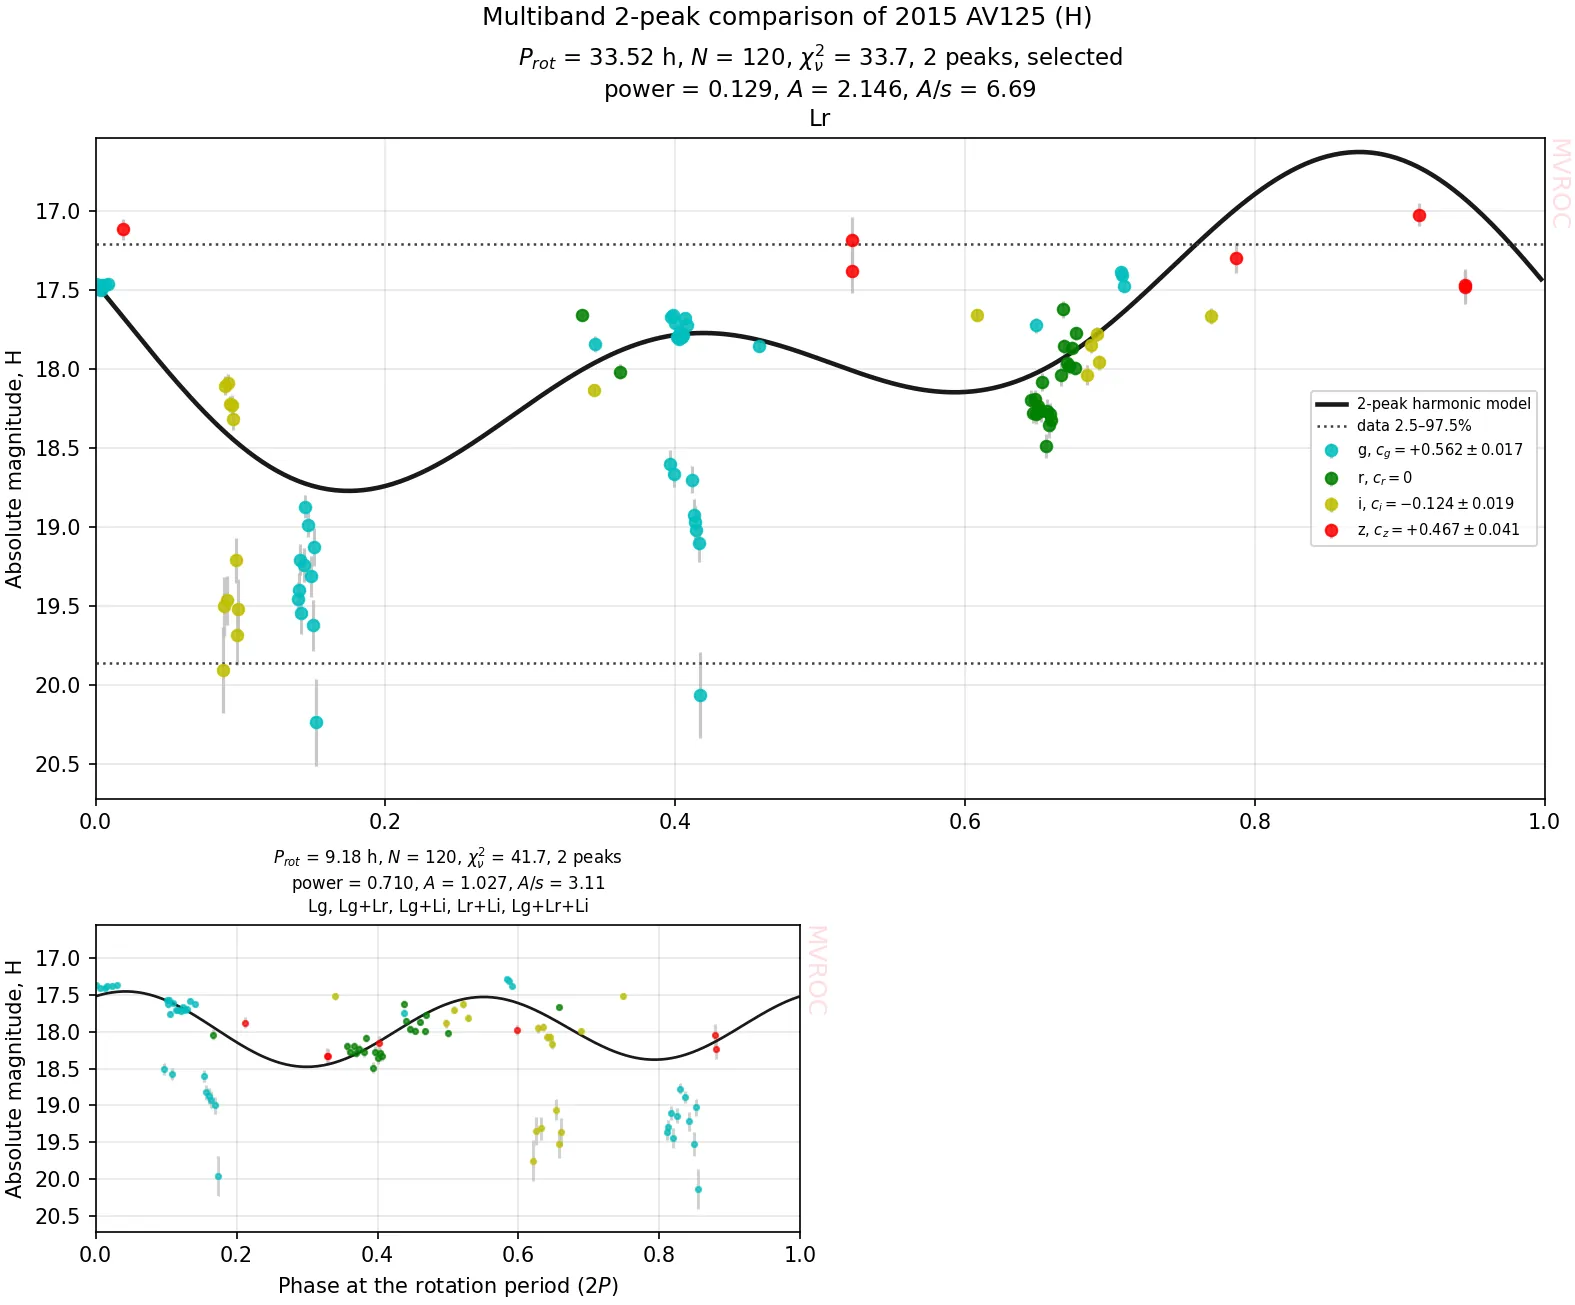 Multiband 2-peak comparison of 2015 AV125 (H)
P_rot = 33.52 h, N = 120, χ²_ν = 33.7, 2 peaks, selected
power = 0.129, A = 2.146, A/s = 6.69
Lr
MVROC
Absolute magnitude, H
17.0
17.5
18.0
18.5
19.0
19.5
20.0
20.5
2-peak harmonic model
data 2.5–97.5%
g, c_g = +0.562 ± 0.017
r, c_r = 0
i, c_i = −0.124 ± 0.019
z, c_z = +0.467 ± 0.041
0.0 0.2 0.4 0.6 0.8 1.0
P_rot = 9.18 h, N = 120, χ²_ν = 41.7, 2 peaks
power = 0.710, A = 1.027, A/s = 3.11
Lg, Lg+Lr, Lg+Li, Lr+Li, Lg+Lr+Li
MVROC
Absolute magnitude, H
17.0
17.5
18.0
18.5
19.0
19.5
20.0
20.5
0.0 0.2 0.4 0.6 0.8 1.0
Phase at the rotation period (2P)